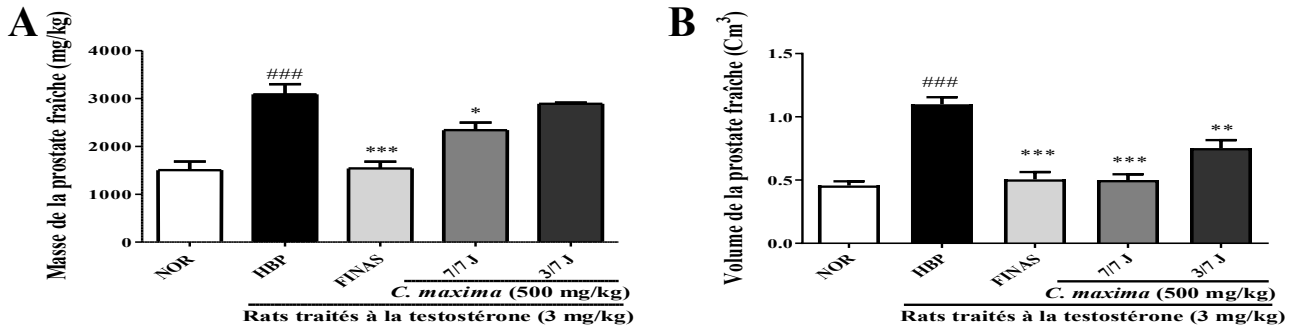 A
Masse de la prostate fraîche (mg/kg)
4000
3000
2000
1000
0
###
***
*
NOR
HBP
FINAS
7/7 J
3/7 J
C. maxima (500 mg/kg)
Rats traités à la testostérone (3 mg/kg)
B
Volume de la prostate fraîche (Cm³)
1.5
1.0
0.5
0.0
###
***
***
**
NOR
HBP
FINAS
7/7 J
3/7 J
C. maxima (500 mg/kg)
Rats traités à la testostérone (3 mg/kg)